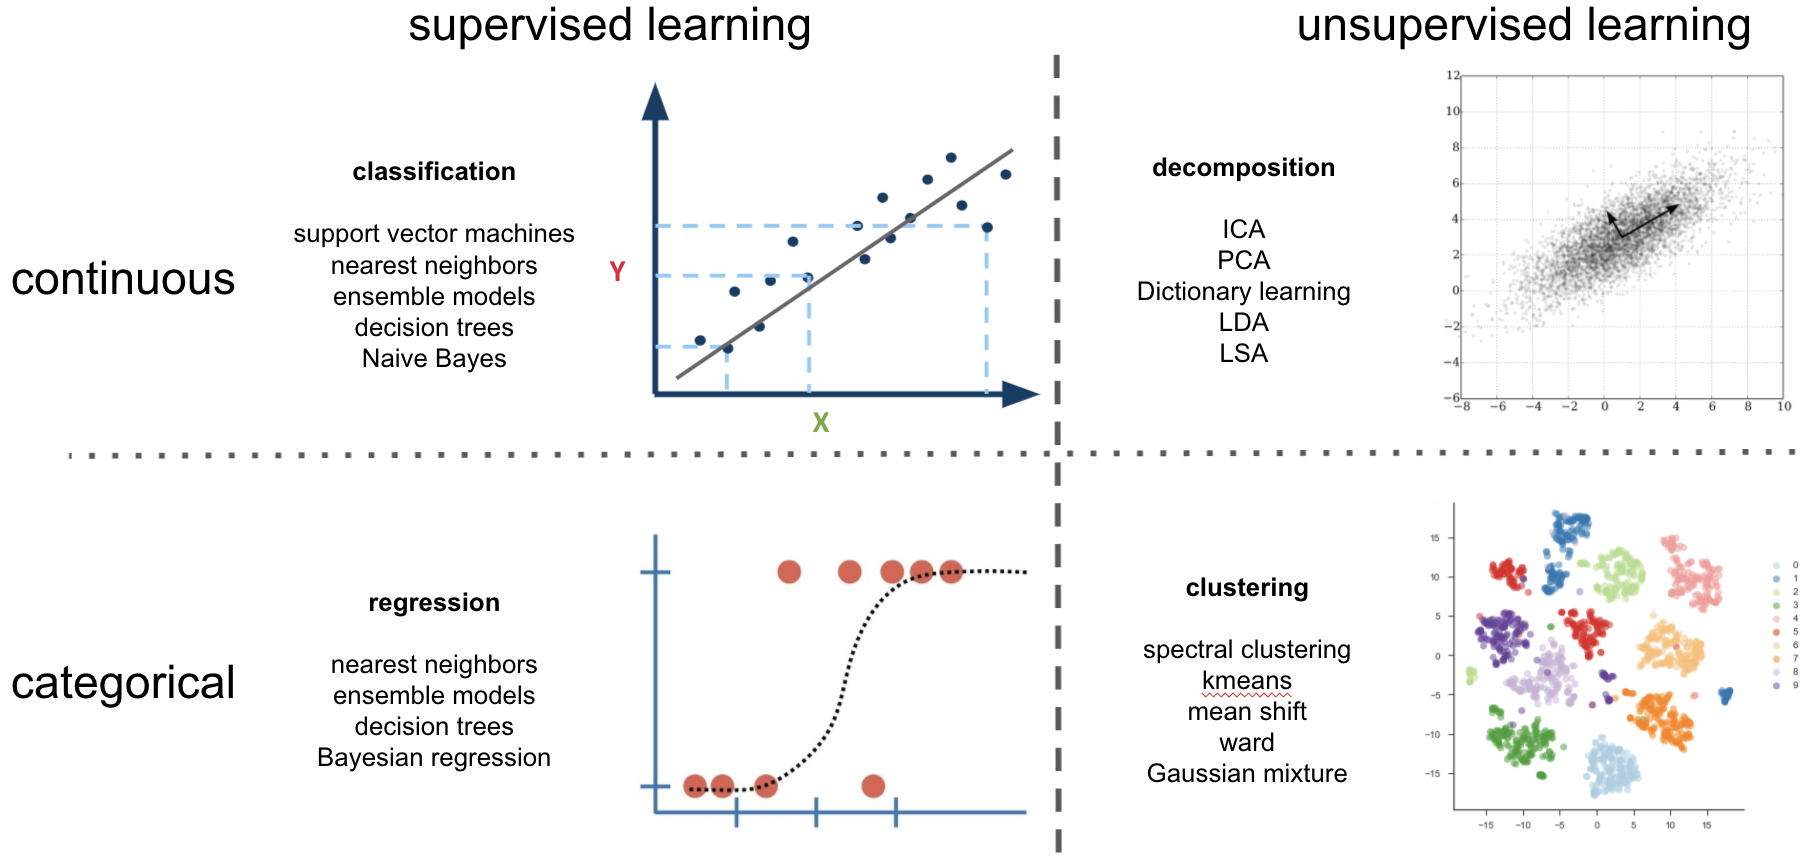 supervised learning
unsupervised learning
continuous
classification
support vector machines
nearest neighbors
ensemble models
decision trees
Naive Bayes
Y
X
decomposition
ICA
PCA
Dictionary learning
LDA
LSA
12
10
8
6
4
2
0
−2
−4
−6
−8 −6 −4 −2 0 2 4 6 8 10
categorical
regression
nearest neighbors
ensemble models
decision trees
Bayesian regression
clustering
spectral clustering
kmeans
mean shift
ward
Gaussian mixture
15
10
5
0
−5
−10
−15
−15 −10 −5 0 5 10 15
0
1
2
3
4
5
6
7
8
9